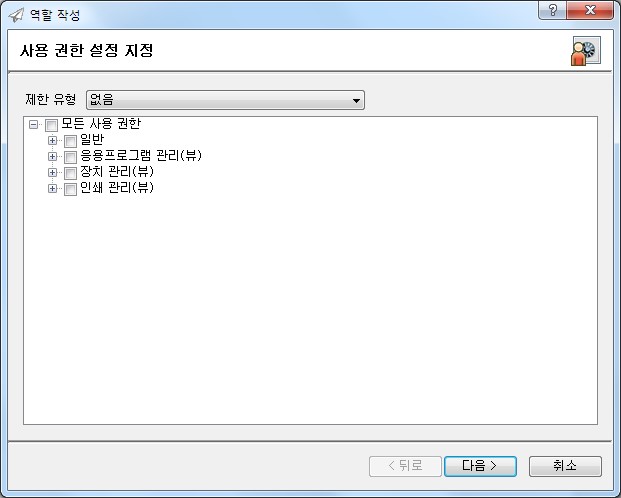 역할 작성
사용 권한 설정 지정
제한 유형 없음
모든 사용 권한
일반
응용프로그램 관리(뷰)
장치 관리(뷰)
인쇄 관리(뷰)
< 뒤로 다음 > 취소